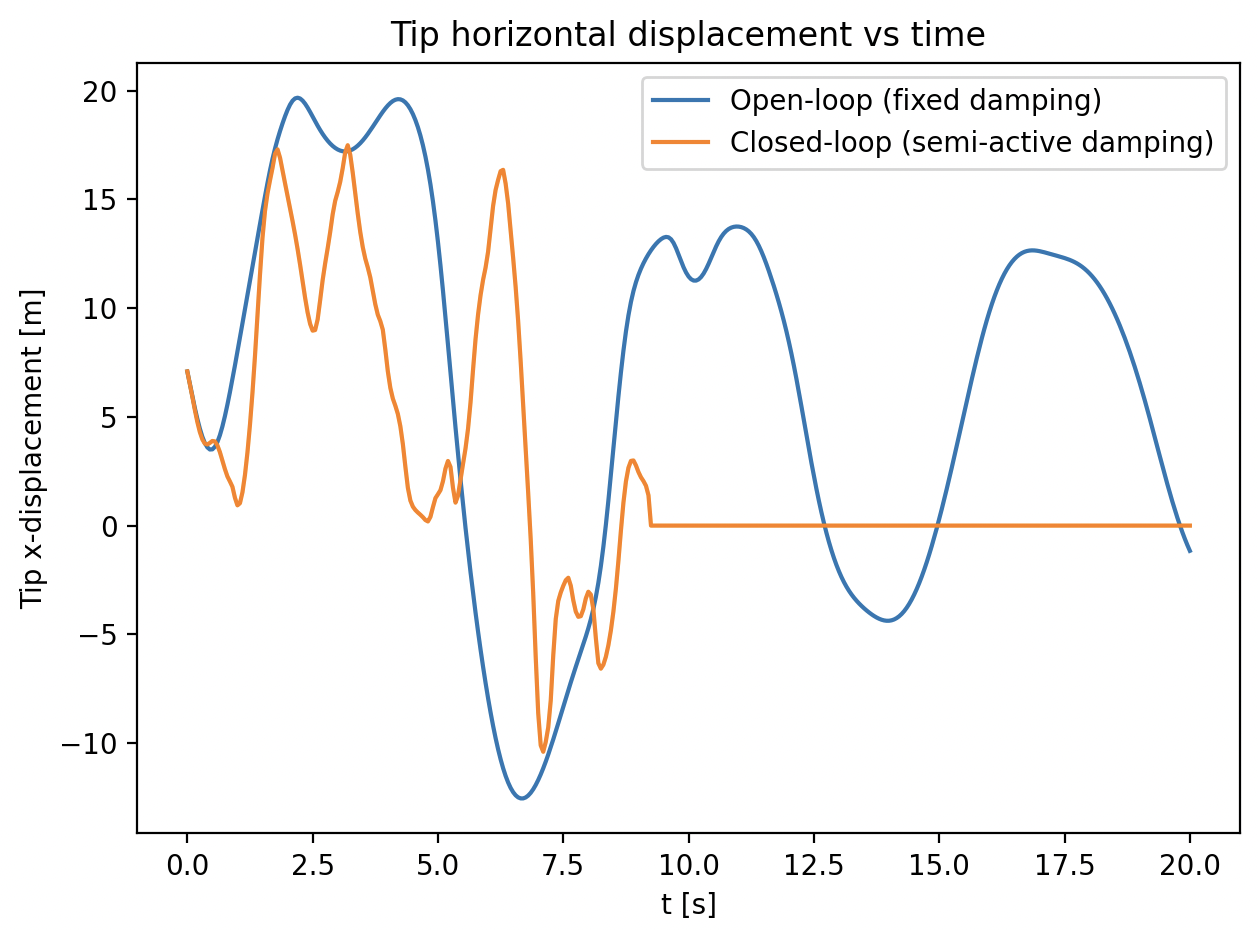 Tip horizontal displacement vs time
Open-loop (fixed damping)
Closed-loop (semi-active damping)
Tip x-displacement [m]
20
15
10
5
0
−5
−10
0.0 2.5 5.0 7.5 10.0 12.5 15.0 17.5 20.0
t [s]